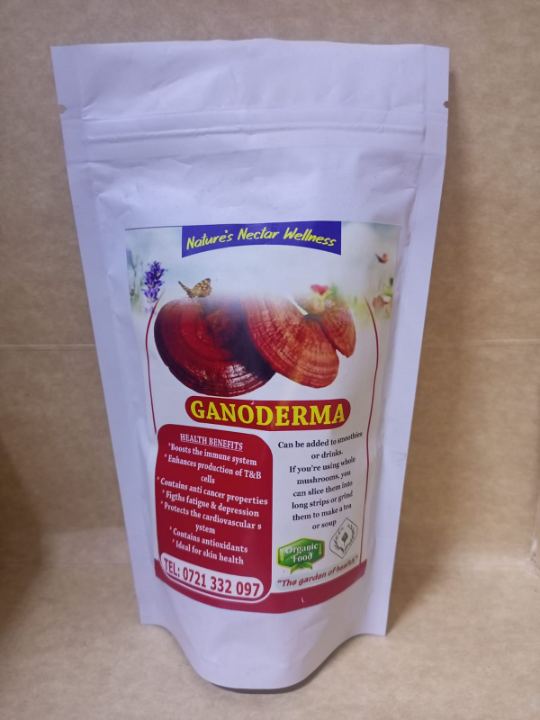 Nature's Nectar Wellness
GANODERMA
HEALTH BENEFITS
*Boosts the immune system
* Enhances production of T&B
cells
* Contains anti cancer properties
* Figths fatigue & depression
* Protects the cardiovascular s
ystem
* Contains antioxidants
* Ideal for skin health
TEL: 0721 332 097
Can be added to smoothies
or drinks.
If you're using whole
mushrooms, you
can slice them into
long strips or grind
them to make a tea
or soup
Organic
Food
"The garden of health"